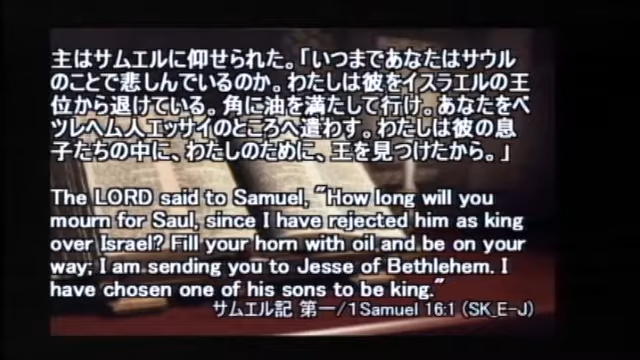 主はサムエルに仰せられた。「いつまであなたはサウル
のことで悲しんでいるのか。わたしは彼をイスラエルの王
位から退けている。角に油を満たして行け。あなたをベ
ツレヘム人エッサイのところへ遣わす。わたしは彼の息
子たちの中に、わたしのために、王を見つけたから。」
The LORD said to Samuel, "How long will you
mourn for Saul, since I have rejected him as king
over Israel? Fill your horn with oil and be on your
way; I am sending you to Jesse of Bethlehem. I
have chosen one of his sons to be king."
サムエル記 第一/1Samuel 16:1 (SK_E-J)